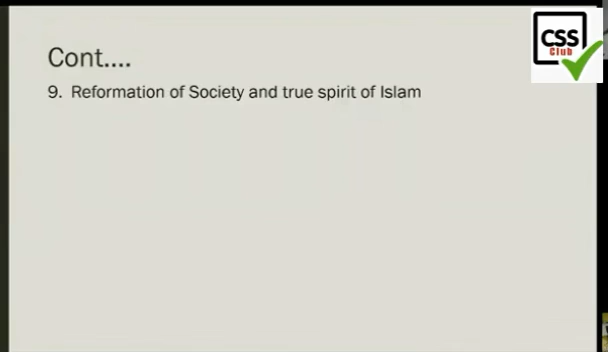 CSS
Club
Cont....
9. Reformation of Society and true spirit of Islam